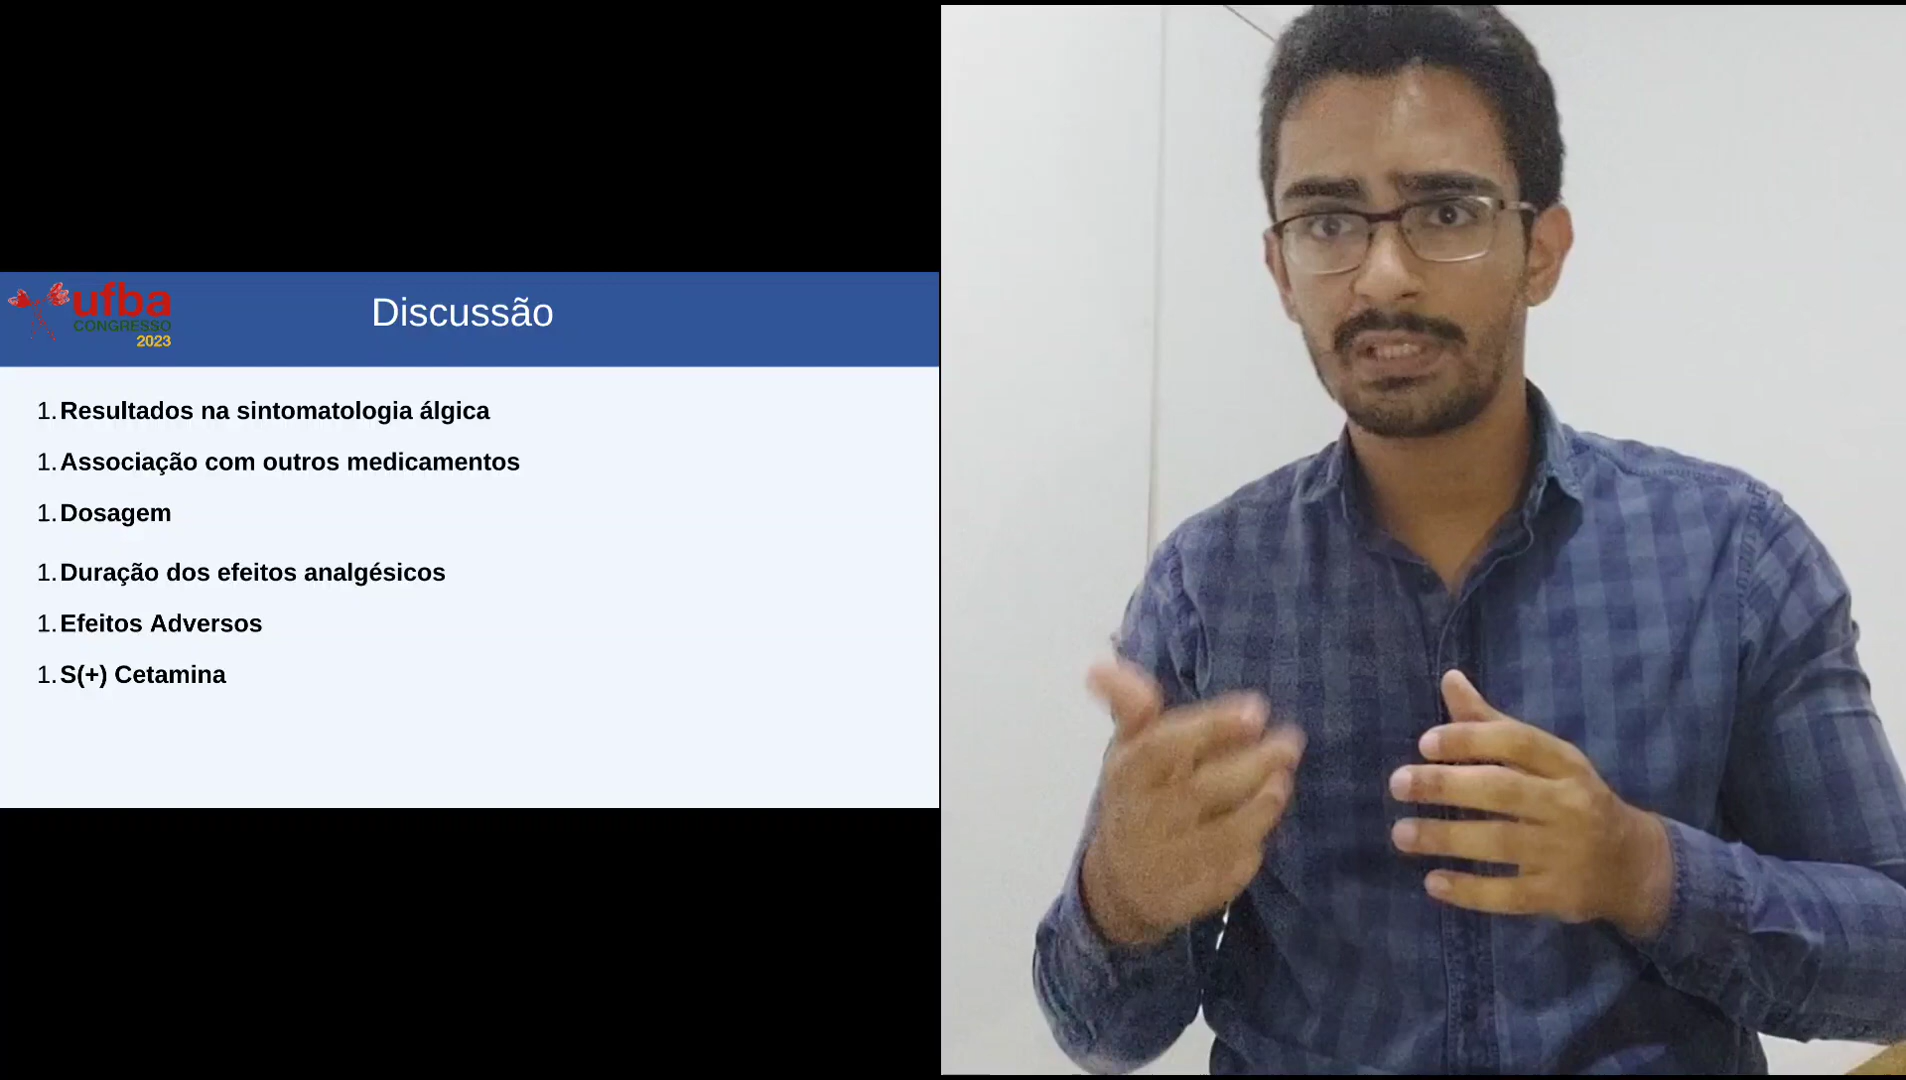 ufba
CONGRESSO
2023
Discussão
1. Resultados na sintomatologia álgica
1. Associação com outros medicamentos
1. Dosagem
1. Duração dos efeitos analgésicos
1. Efeitos Adversos
1. S(+) Cetamina